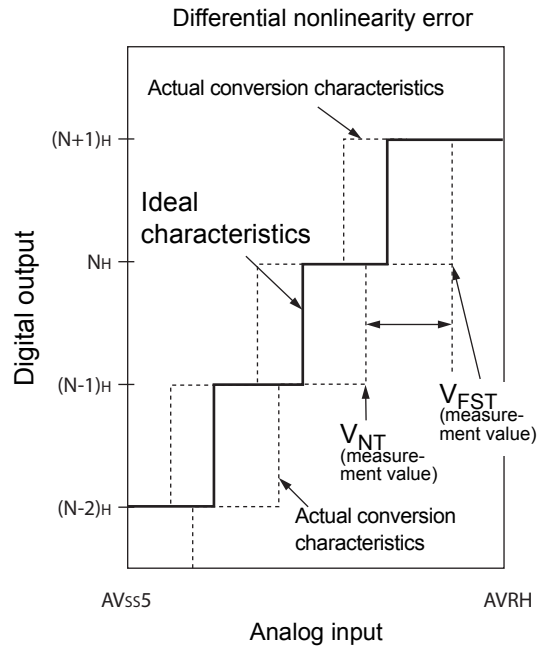 Differential nonlinearity error
Actual conversion characteristics
(N+1)H
Ideal
characteristics
NH
Digital output
(N-1)H
VFST
(measure-
ment value)
VNT
(measure-
ment value)
(N-2)H
Actual conversion
characteristics
AVSS5
AVRH
Analog input